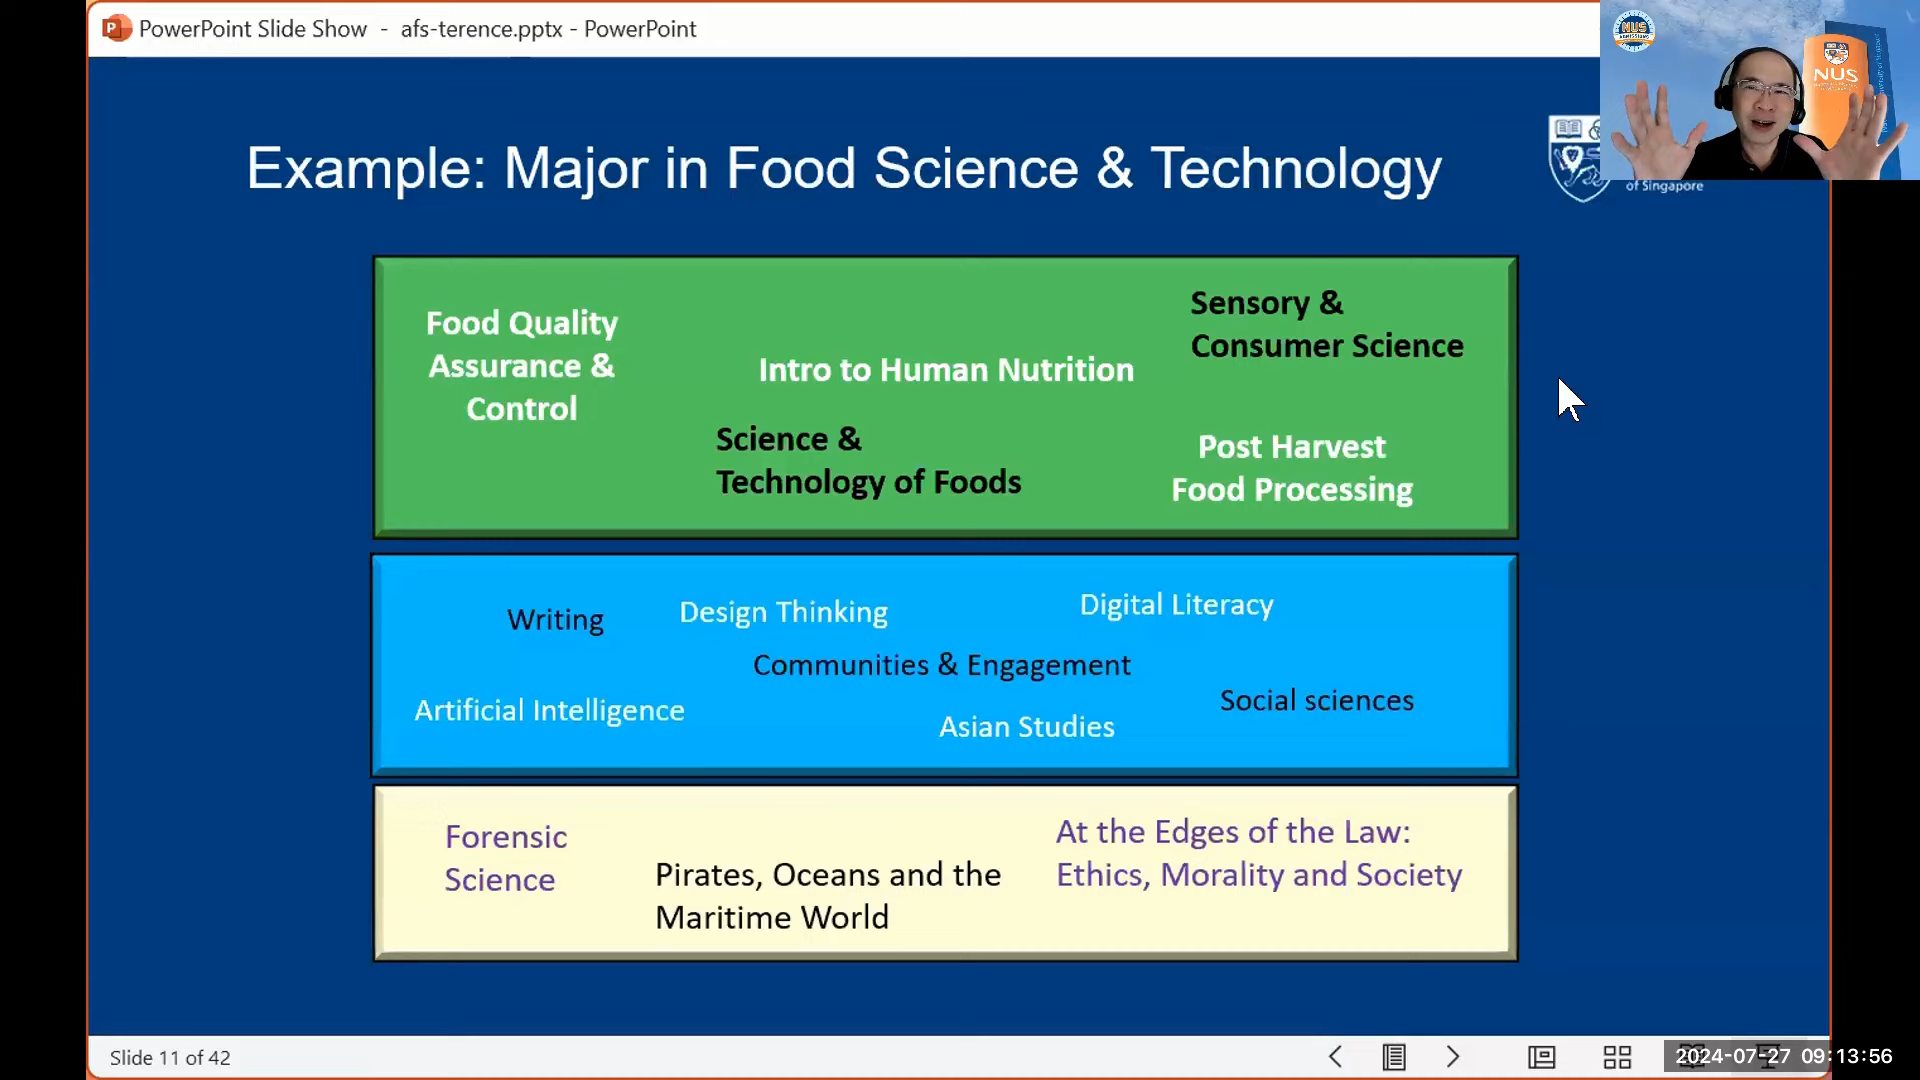 PowerPoint Slide Show - afs-terence.pptx - PowerPoint
NUS
NUS
of Singapore
Example: Major in Food Science & Technology
Food Quality
Assurance &
Control
Intro to Human Nutrition
Sensory &
Consumer Science
Science &
Technology of Foods
Post Harvest
Food Processing
Writing
Design Thinking
Digital Literacy
Communities & Engagement
Artificial Intelligence
Asian Studies
Social sciences
Forensic
Science
Pirates, Oceans and the
Maritime World
At the Edges of the Law:
Ethics, Morality and Society
Slide 11 of 42
2024-07-27 09:13:56